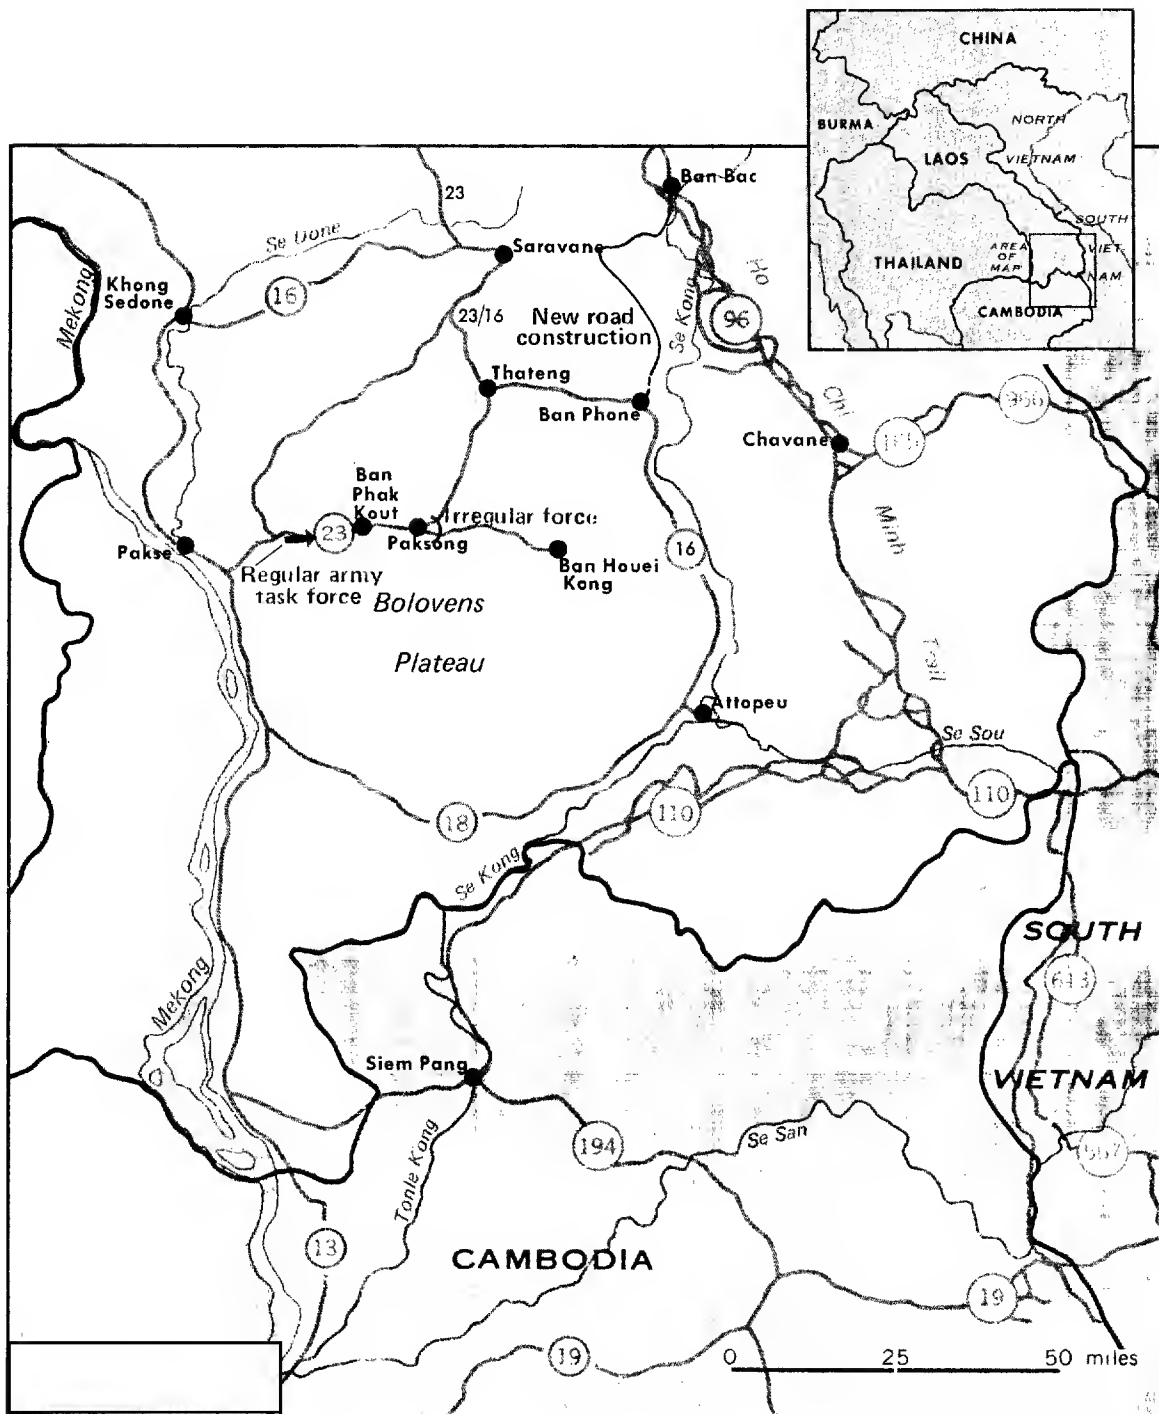 CHINA
BURMA
NORTH
LAOS
VIETNAM
SOUTH
AREA
OF
MAP
VIET-
NAM
THAILAND
CAMBODIA
Ban Bac
23
Se Done
Saravane
Mekong
Khong
Sedone
16
23/16
New road
construction
Se Kong
96
Ho
Thateng
Ban Phone
Chi
966
Chavane
165
Ban
Phak
Kout
Irregular force
23
Paksong
Minh
Pakse
Ban Houei
Kong
16
Regular army
task force
Bolovens
Plateau
Trail
Attopeu
Se Sou
110
110
18
Se Kong
SOUTH
613
Mekong
Siem Pang
VIETNAM
194
Se San
Tonle Kong
13
CAMBODIA
19
19
0 25 50 miles